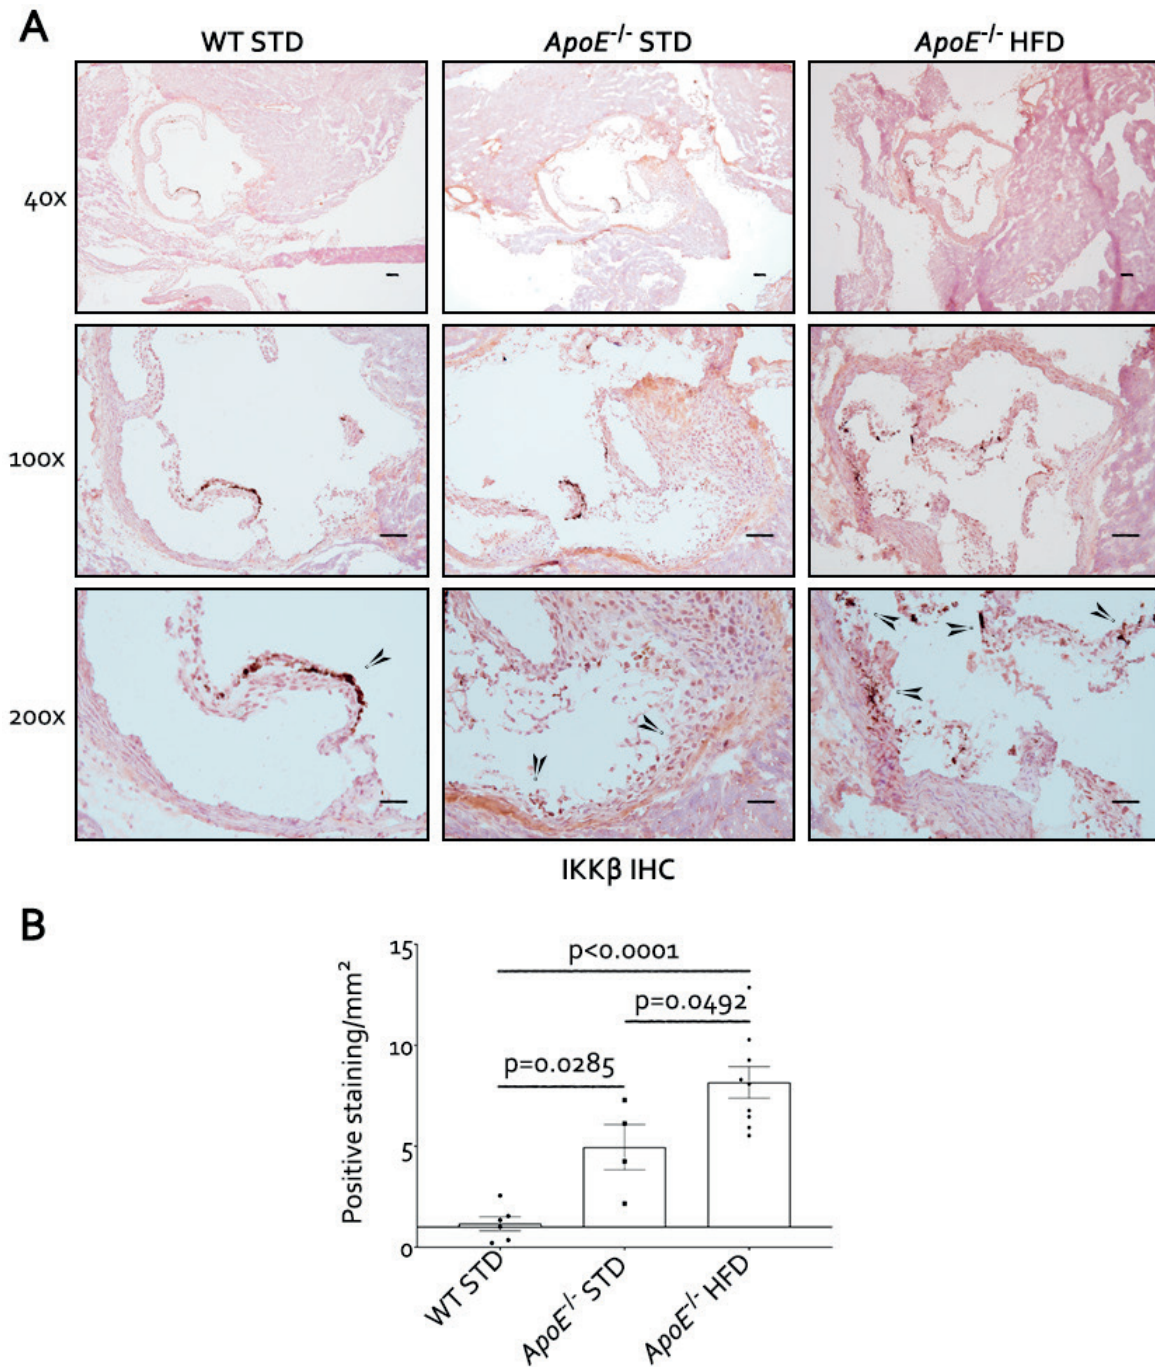 A
WT STD
ApoE⁻/⁻ STD
ApoE⁻/⁻ HFD
40x
100x
200x
IKKβ IHC
B
Positive staining/mm²
15
10
5
0
p<0.0001
p=0.0492
p=0.0285
WT STD
ApoE⁻/⁻ STD
ApoE⁻/⁻ HFD